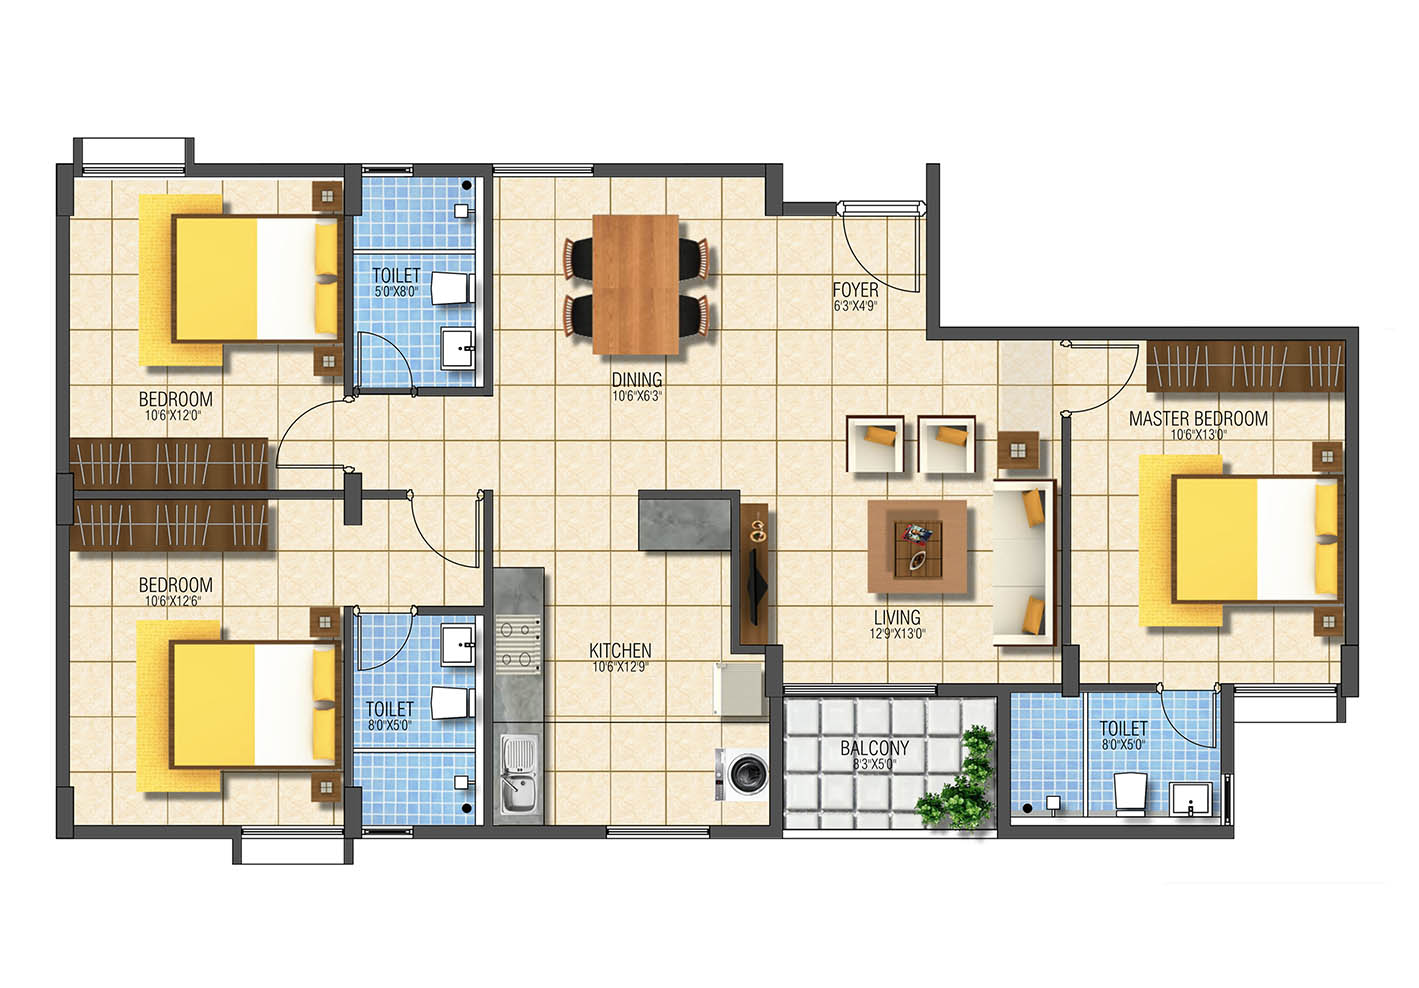 TOILET
5'0"X8'0"
FOYER
6'3"X4'9"
DINING
10'6"X6'3"
BEDROOM
10'6"X12'0"
MASTER BEDROOM
10'6"X13'0"
BEDROOM
10'6"X12'6"
LIVING
12'9"X13'0"
KITCHEN
10'6"X12'9"
TOILET
8'0"X5'0"
BALCONY
8'3"X5'0"
TOILET
8'0"X5'0"